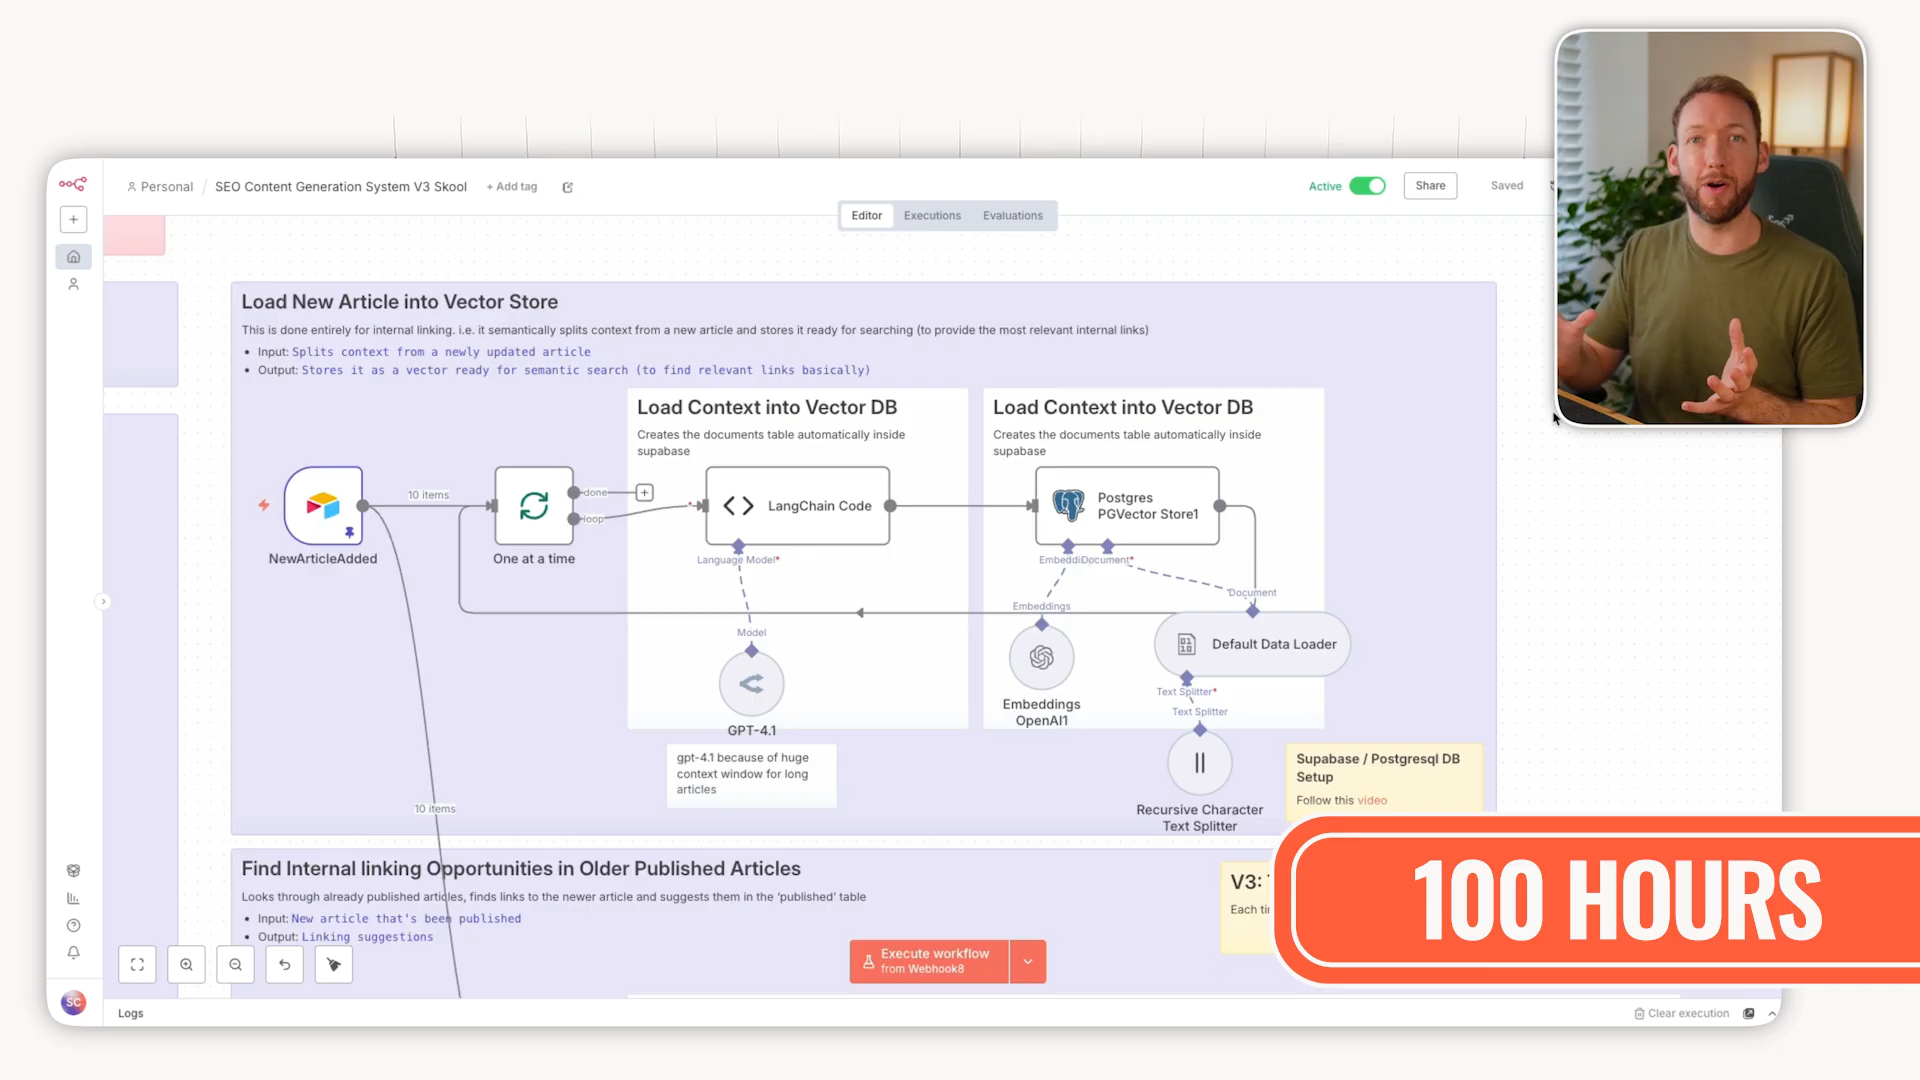 Personal / SEO Content Generation System V3 Skool + Add tag
Active Share Saved
Editor Executions Evaluations
Load New Article into Vector Store
This is done entirely for internal linking. i.e. it semantically splits context from a new article and stores it ready for searching (to provide the most relevant internal links)
• Input: Splits context from a newly updated article
• Output: Stores it as a vector ready for semantic search (to find relevant links basically)
Load Context into Vector DB
Creates the documents table automatically inside
supabase
Load Context into Vector DB
Creates the documents table automatically inside
supabase
10 items
NewArticleAdded
done
loop
One at a time
LangChain Code
Language Model*
Model
GPT-4.1
gpt-4.1 because of huge
context window for long
articles
Postgres
PGVector Store1
Document*
Embeddings
Embeddings
OpenAI1
Document
Default Data Loader
Text Splitter*
Text Splitter
Recursive Character
Text Splitter
Supabase / Postgresql DB
Setup
Follow this video
10 items
Find Internal linking Opportunities in Older Published Articles
Looks through already published articles, finds links to the newer article and suggests them in the 'published' table
• Input: New article that's been published
• Output: Linking suggestions
V3:
Each
100 HOURS
Execute workflow
from Webhook8
SC
Logs
Clear execution